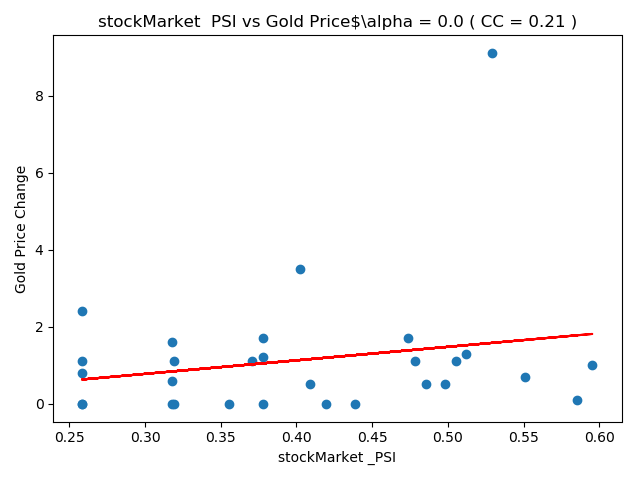 stockMarket  PSI vs Gold Price$\alpha = 0.0 ( CC = 0.21 )
8
6
4
2
0
Gold Price Change
0.25 0.30 0.35 0.40 0.45 0.50 0.55 0.60
stockMarket _PSI